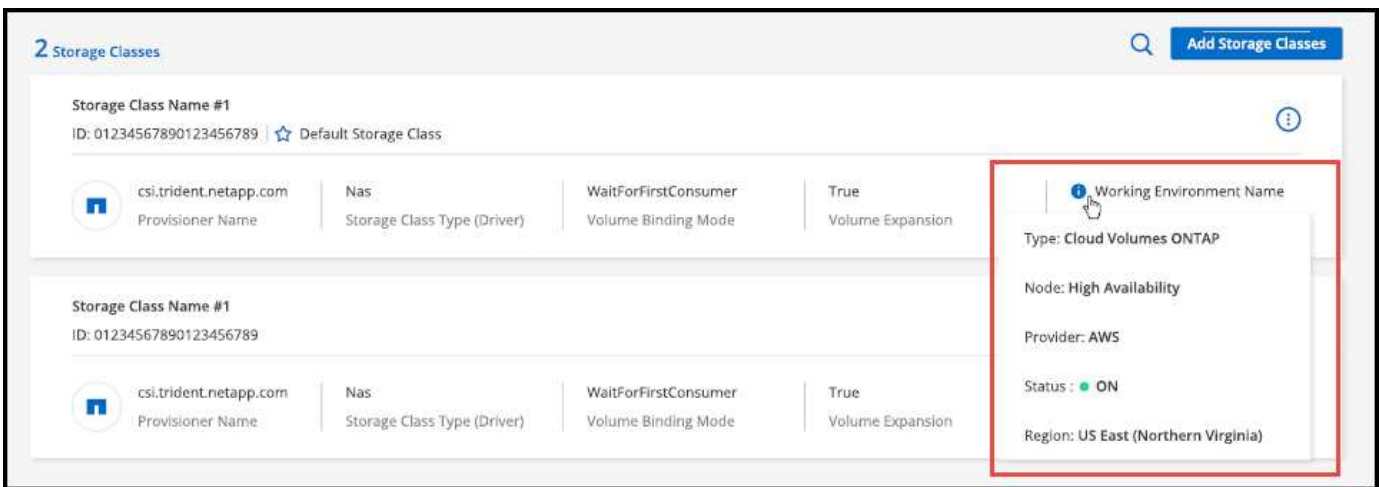 2 Storage Classes
Add Storage Classes
Storage Class Name #1
ID: 01234567890123456789 | Default Storage Class
csi.trident.netapp.com Nas WaitForFirstConsumer True Working Environment Name
Provisioner Name Storage Class Type (Driver) Volume Binding Mode Volume Expansion
Type: Cloud Volumes ONTAP
Node: High Availability
Provider: AWS
Status : ON
Region: US East (Northern Virginia)
Storage Class Name #1
ID: 01234567890123456789
csi.trident.netapp.com Nas WaitForFirstConsumer True
Provisioner Name Storage Class Type (Driver) Volume Binding Mode Volume Expansion